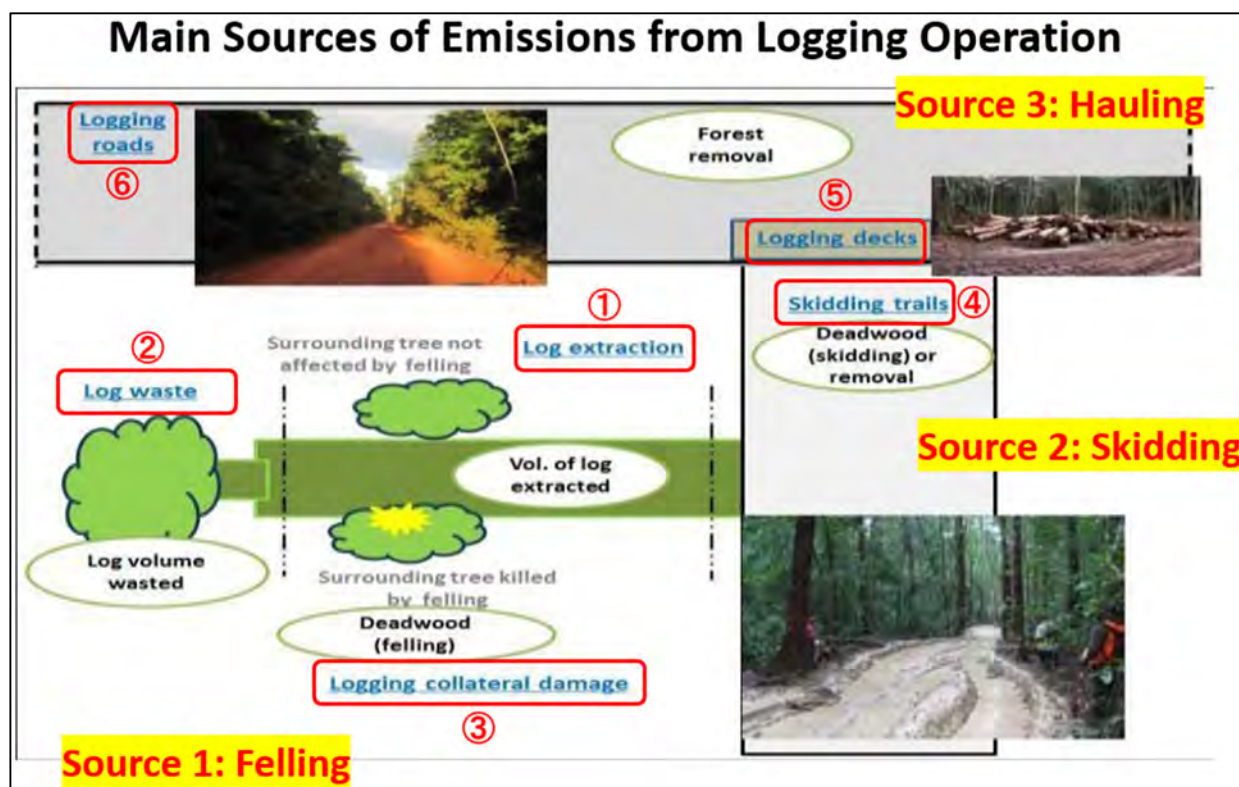 Main Sources of Emissions from Logging Operation
Source 3: Hauling
Logging
roads
⑥
Forest
removal
⑤
Logging decks
Skidding trails ④
Deadwood
(skidding) or
removal
①
Log extraction
Surrounding tree not
affected by felling
②
Log waste
Source 2: Skidding
Vol. of log
extracted
Log volume
wasted
Surrounding tree killed
by felling
Deadwood
(felling)
Logging collateral damage
③
Source 1: Felling